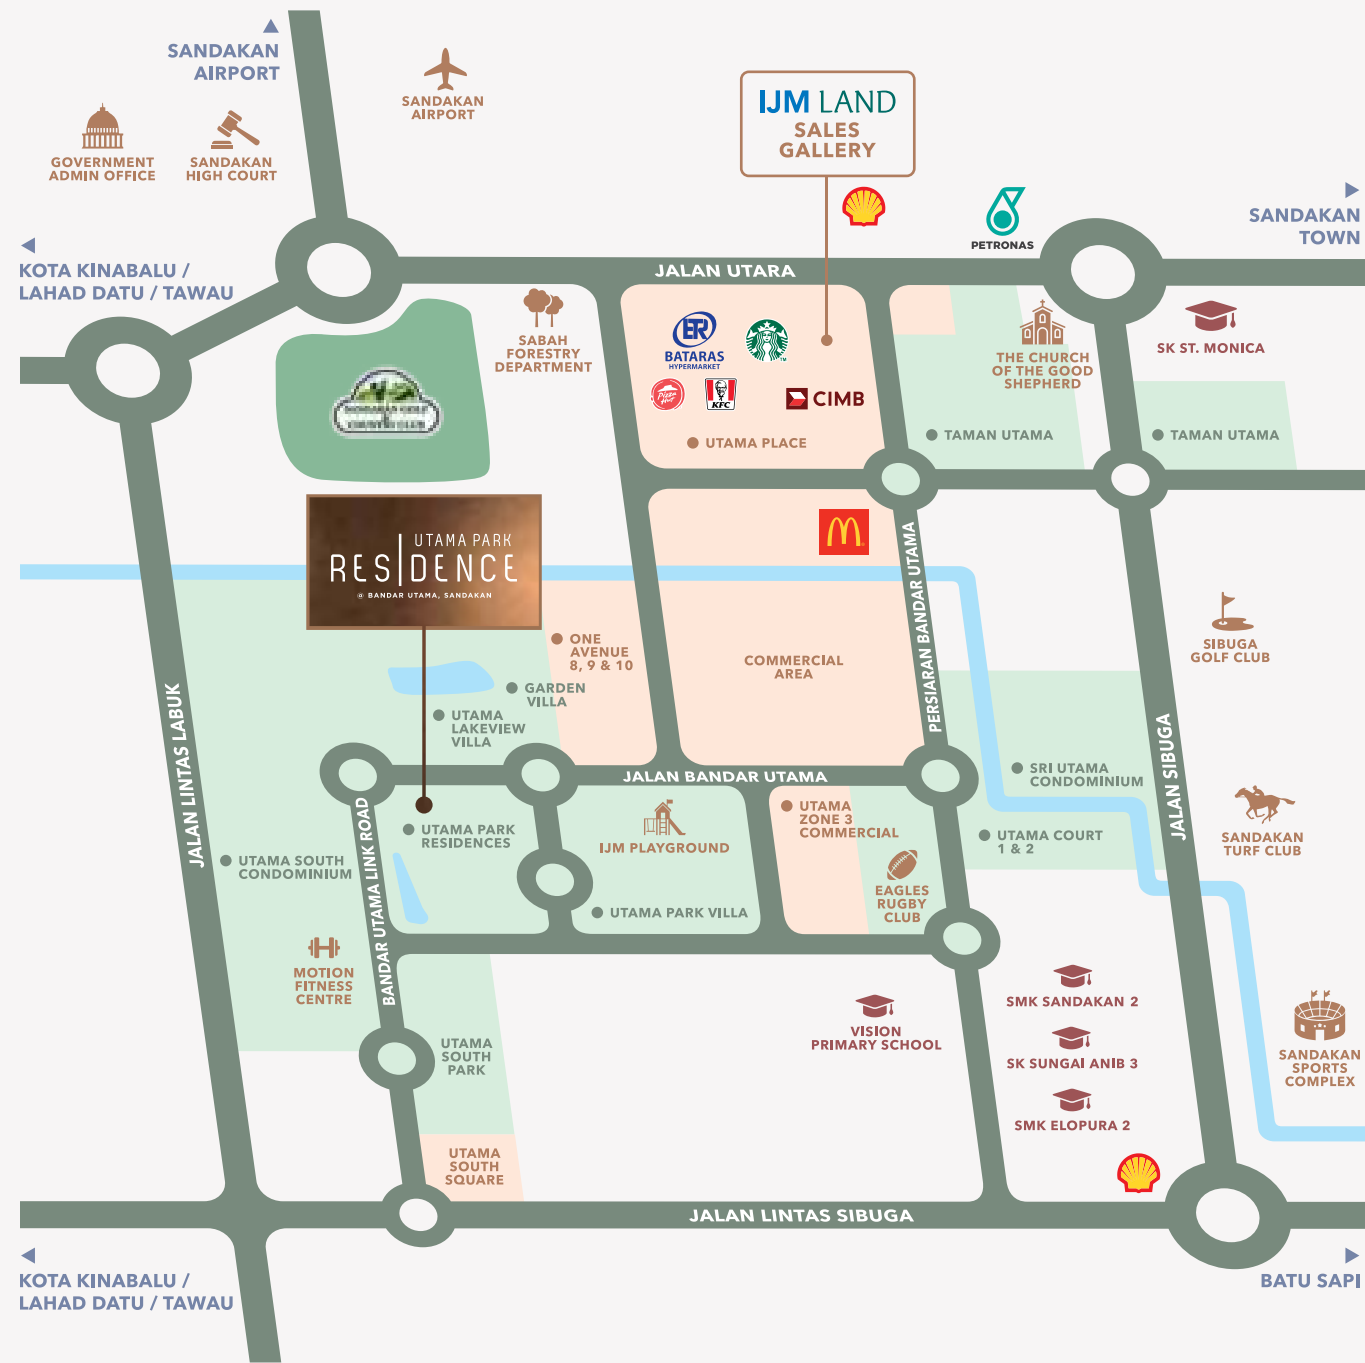 SANDAKAN
AIRPORT
SANDAKAN
AIRPORT
GOVERNMENT
ADMIN OFFICE
SANDAKAN
HIGH COURT
IJM LAND
SALES
GALLERY
PETRONAS
SANDAKAN
TOWN
KOTA KINABALU /
LAHAD DATU / TAWAU
JALAN UTARA
SABAH
FORESTRY
DEPARTMENT
BATARAS
HYPERMARKET
Pizza
Hut
KFC
CIMB
UTAMA PLACE
THE CHURCH
OF THE GOOD
SHEPHERD
SK ST. MONICA
TAMAN UTAMA
TAMAN UTAMA
UTAMA PARK
RESIDENCE
@ BANDAR UTAMA, SANDAKAN
PERSIARAN BANDAR UTAMA
ONE
AVENUE
8, 9 & 10
COMMERCIAL
AREA
SIBUGA
GOLF CLUB
GARDEN
VILLA
UTAMA
LAKEVIEW
VILLA
JALAN LINTAS LABUK
JALAN SIBUGA
JALAN BANDAR UTAMA
SRI UTAMA
CONDOMINIUM
BANDAR UTAMA LINK ROAD
UTAMA PARK
RESIDENCES
IJM PLAYGROUND
UTAMA
ZONE 3
COMMERCIAL
UTAMA COURT
1 & 2
SANDAKAN
TURF CLUB
UTAMA SOUTH
CONDOMINIUM
UTAMA PARK VILLA
EAGLES
RUGBY
CLUB
MOTION
FITNESS
CENTRE
SMK SANDAKAN 2
VISION
PRIMARY SCHOOL
SK SUNGAI ANIB 3
SMK ELOPURA 2
SANDAKAN
SPORTS
COMPLEX
UTAMA
SOUTH
PARK
UTAMA
SOUTH
SQUARE
JALAN LINTAS SIBUGA
KOTA KINABALU /
LAHAD DATU / TAWAU
BATU SAPI